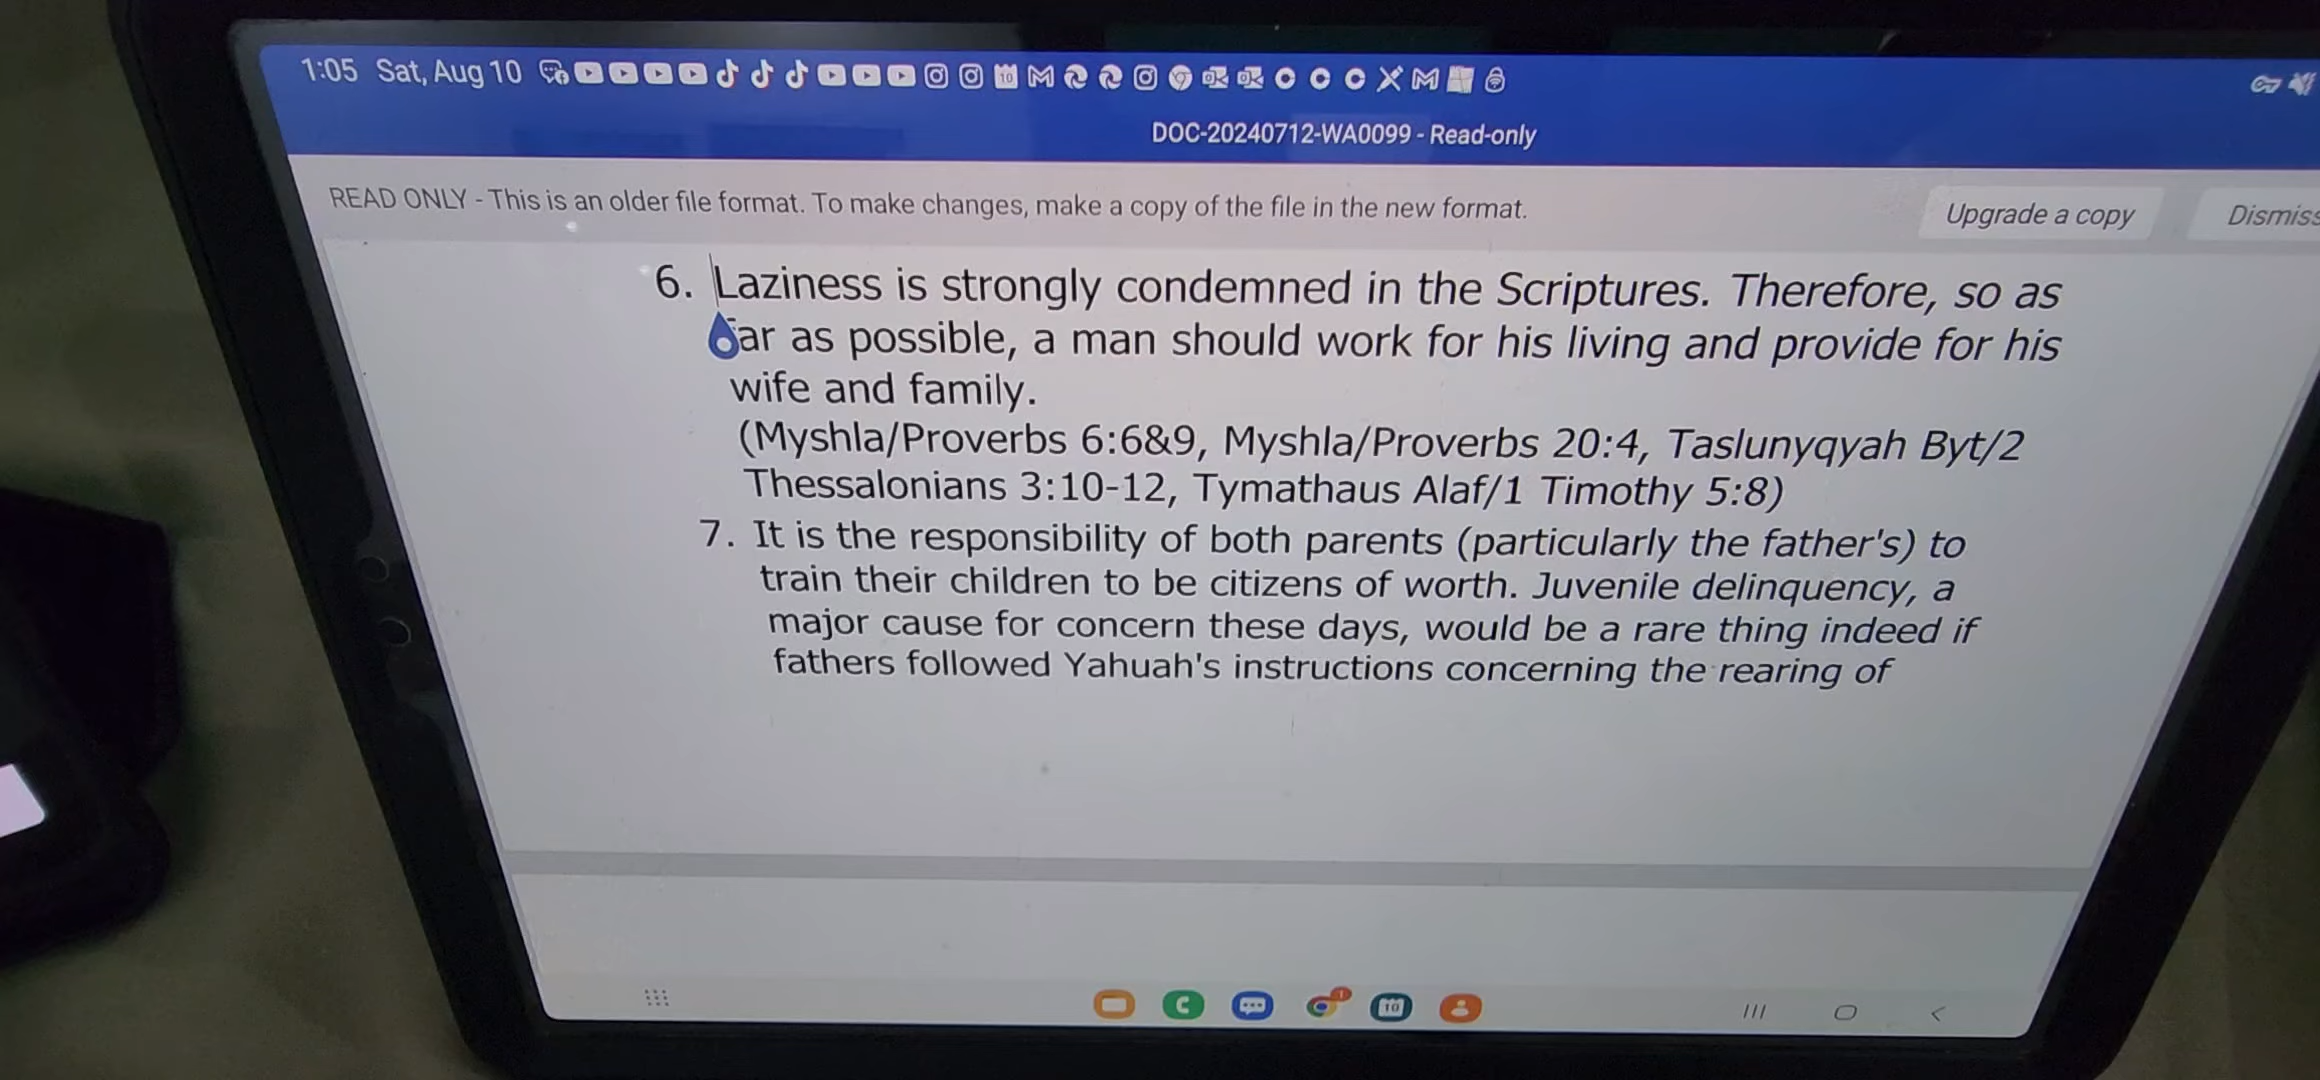 1:05 Sat, Aug 10
DOC-20240712-WA0099 - Read-only
READ ONLY - This is an older file format. To make changes, make a copy of the file in the new format.
Upgrade a copy
Dismiss
6. Laziness is strongly condemned in the Scriptures. Therefore, so as
far as possible, a man should work for his living and provide for his
wife and family.
(Myshla/Proverbs 6:6&9, Myshla/Proverbs 20:4, Taslunyqyah Byt/2
Thessalonians 3:10-12, Tymathaus Alaf/1 Timothy 5:8)
7. It is the responsibility of both parents (particularly the father's) to
train their children to be citizens of worth. Juvenile delinquency, a
major cause for concern these days, would be a rare thing indeed if
fathers followed Yahuah's instructions concerning the rearing of